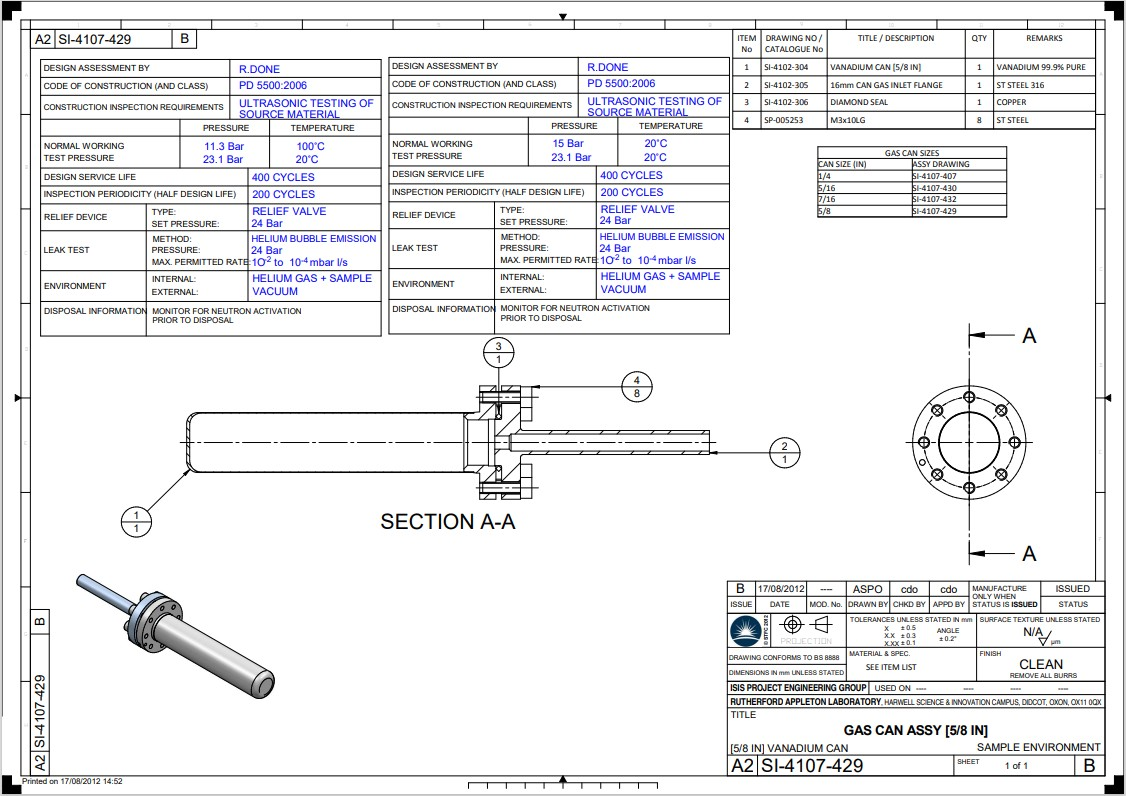 A2 SI-4107-429 B
DESIGN ASSESSMENT BY R.DONE
CODE OF CONSTRUCTION (AND CLASS) PD 5500:2006
CONSTRUCTION INSPECTION REQUIREMENTS ULTRASONIC TESTING OF
SOURCE MATERIAL
PRESSURE TEMPERATURE
NORMAL WORKING 11.3 Bar 100°C
TEST PRESSURE 23.1 Bar 20°C
DESIGN SERVICE LIFE 400 CYCLES
INSPECTION PERIODICITY (HALF DESIGN LIFE) 200 CYCLES
RELIEF DEVICE TYPE: RELIEF VALVE
SET PRESSURE: 24 Bar
LEAK TEST METHOD: HELIUM BUBBLE EMISSION
PRESSURE: 24 Bar
MAX. PERMITTED RATE: 10-2 to 10-4 mbar l/s
ENVIRONMENT INTERNAL: HELIUM GAS + SAMPLE
EXTERNAL: VACUUM
DISPOSAL INFORMATION MONITOR FOR NEUTRON ACTIVATION
PRIOR TO DISPOSAL
DESIGN ASSESSMENT BY R.DONE
CODE OF CONSTRUCTION (AND CLASS) PD 5500:2006
CONSTRUCTION INSPECTION REQUIREMENTS ULTRASONIC TESTING OF
SOURCE MATERIAL
PRESSURE TEMPERATURE
NORMAL WORKING 15 Bar 20°C
TEST PRESSURE 23.1 Bar 20°C
DESIGN SERVICE LIFE 400 CYCLES
INSPECTION PERIODICITY (HALF DESIGN LIFE) 200 CYCLES
RELIEF DEVICE TYPE: RELIEF VALVE
SET PRESSURE: 24 Bar
LEAK TEST METHOD: HELIUM BUBBLE EMISSION
PRESSURE: 24 Bar
MAX. PERMITTED RATE: 10-2 to 10-4 mbar l/s
ENVIRONMENT INTERNAL: HELIUM GAS + SAMPLE
EXTERNAL: VACUUM
DISPOSAL INFORMATION MONITOR FOR NEUTRON ACTIVATION
PRIOR TO DISPOSAL
ITEM DRAWING NO / TITLE / DESCRIPTION QTY REMARKS
No CATALOGUE No
1 SI-4102-304 VANADIUM CAN [5/8 IN] 1 VANADIUM 99.9% PURE
2 SI-4102-305 16mm CAN GAS INLET FLANGE 1 ST STEEL 316
3 SI-4102-306 DIAMOND SEAL 1 COPPER
4 SP-005253 M3x10LG 8 ST STEEL
GAS CAN SIZES
CAN SIZE (IN) ASSY DRAWING
1/4 SI-4107-407
5/16 SI-4107-430
7/16 SI-4107-432
5/8 SI-4107-429
3
1
4
8
2
1
1
1
A
A
SECTION A-A
B 17/08/2012 ---- ASPO cdo cdo MANUFACTURE ONLY WHEN STATUS IS ISSUED ISSUED
ISSUE DATE MOD. No. DRAWN BY CHKD BY APPD BY STATUS
© STFC 2012
PROJECTION
TOLERANCES UNLESS STATED IN mm
X ± 0.5
X.X ± 0.3
X.XX ± 0.1
ANGLE
± 0.2°
SURFACE TEXTURE UNLESS STATED
N/A µm
DRAWING CONFORMS TO BS 8888
DIMENSIONS IN mm UNLESS STATED
MATERIAL & SPEC.
SEE ITEM LIST
FINISH
CLEAN
REMOVE ALL BURRS
ISIS PROJECT ENGINEERING GROUP USED ON ---- ---- ---- ----
RUTHERFORD APPLETON LABORATORY, HARWELL SCIENCE & INNOVATION CAMPUS, DIDCOT, OXON, OX11 0QX
TITLE
GAS CAN ASSY [5/8 IN]
[5/8 IN] VANADIUM CAN SAMPLE ENVIRONMENT
A2 SI-4107-429 SHEET 1 of 1 B
A2 SI-4107-429 B
Printed on 17/08/2012 14:52